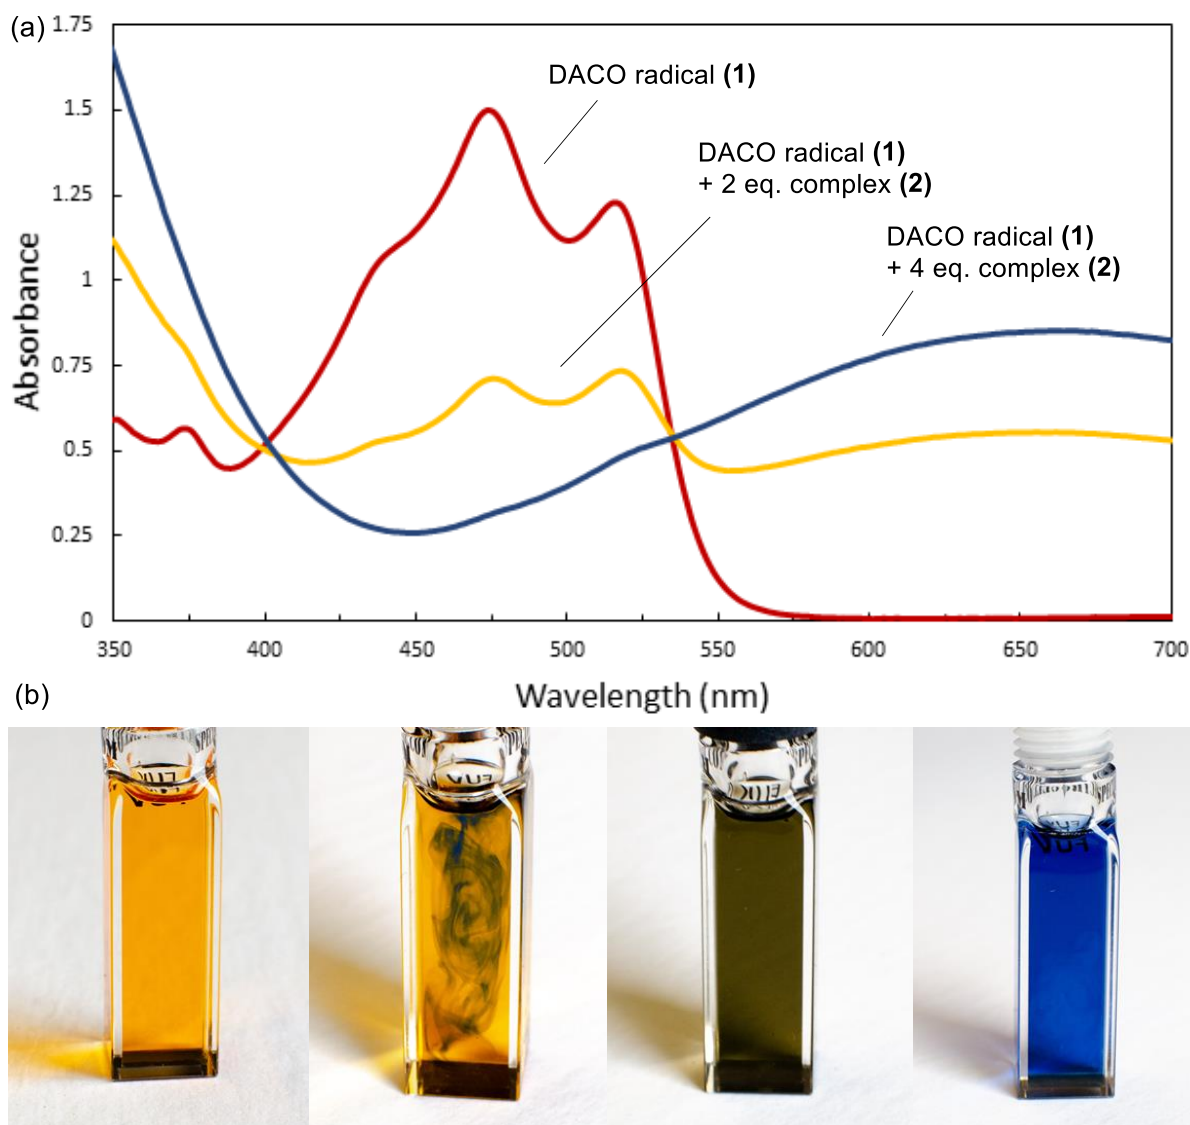 (a)
1.75
1.5
1.25
1
0.75
0.5
0.25
0
Absorbance
DACO radical (1)
DACO radical (1)
+ 2 eq. complex (2)
DACO radical (1)
+ 4 eq. complex (2)
350 400 450 500 550 600 650 700
Wavelength (nm)
(b)